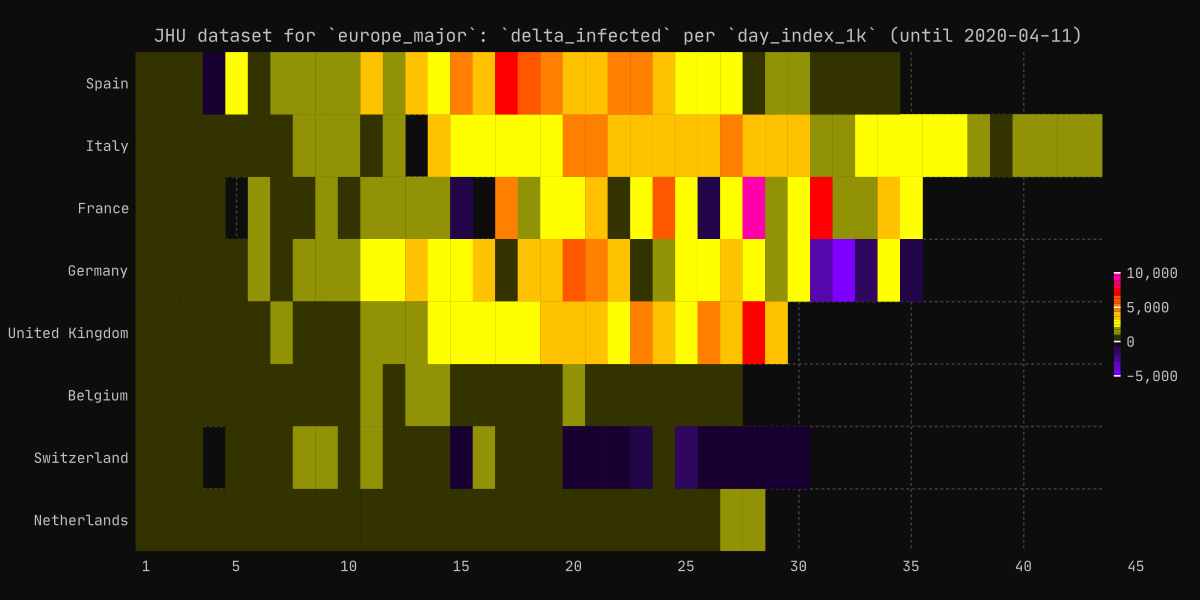 JHU dataset for `europe_major`: `delta_infected` per `day_index_1k` (until 2020-04-11)
Spain
Italy
France
Germany
United Kingdom
Belgium
Switzerland
Netherlands
10,000
5,000
0
−5,000
1 5 10 15 20 25 30 35 40 45